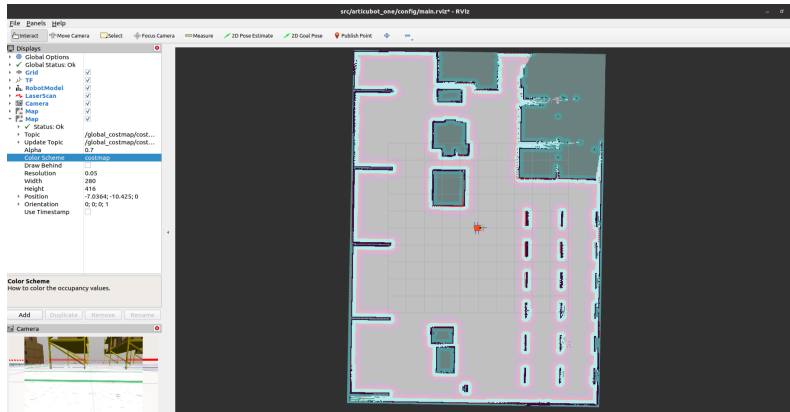 src/articubot_one/config/main.rviz* - RViz
File Panels Help
Interact Move Camera Select Focus Camera Measure 2D Pose Estimate 2D Goal Pose Publish Point
Displays
Global Options
Global Status: Ok
Grid
TF
RobotModel
LaserScan
Camera
Map
Map
Status: Ok
Topic /global_costmap/cost...
Update Topic /global_costmap/cost...
Alpha 0.7
Color Scheme costmap
Draw Behind
Resolution 0.05
Width 280
Height 416
Position -7.0364; -10.425; 0
Orientation 0; 0; 0; 1
Use Timestamp
Color Scheme
How to color the occupancy values.
Add Duplicate Remove Rename
Camera